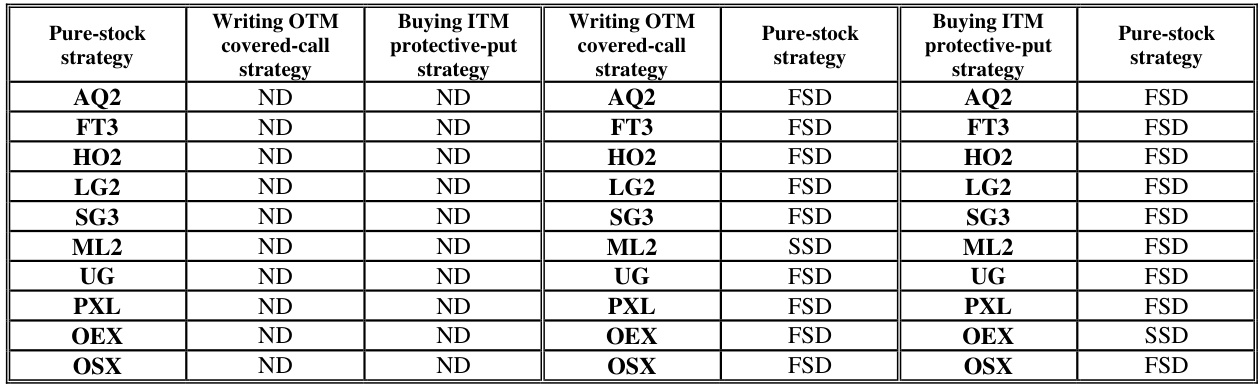 Pure-stock strategy | Writing OTM covered-call strategy | Buying ITM protective-put strategy | Writing OTM covered-call strategy | Pure-stock strategy | Buying ITM protective-put strategy | Pure-stock strategy
AQ2 | ND | ND | AQ2 | FSD | AQ2 | FSD
FT3 | ND | ND | FT3 | FSD | FT3 | FSD
HO2 | ND | ND | HO2 | FSD | HO2 | FSD
LG2 | ND | ND | LG2 | FSD | LG2 | FSD
SG3 | ND | ND | SG3 | FSD | SG3 | FSD
ML2 | ND | ND | ML2 | SSD | ML2 | FSD
UG | ND | ND | UG | FSD | UG | FSD
PXL | ND | ND | PXL | FSD | PXL | FSD
OEX | ND | ND | OEX | FSD | OEX | SSD
OSX | ND | ND | OSX | FSD | OSX | FSD